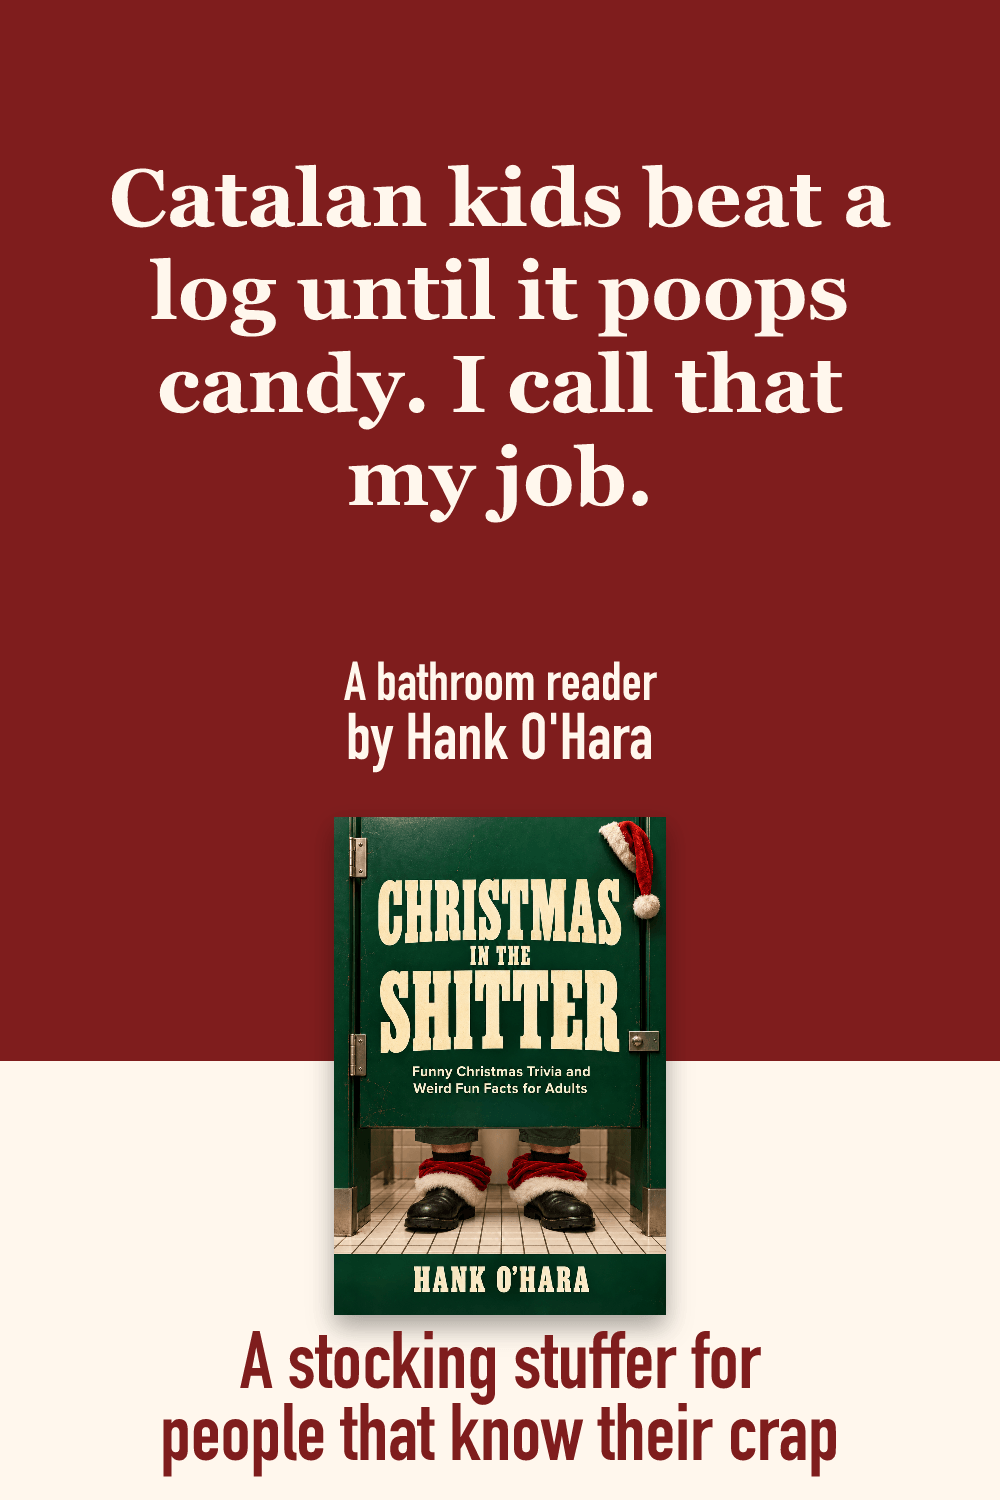 Catalan kids beat a
log until it poops
candy. I call that
my job.
A bathroom reader
by Hank O'Hara
CHRISTMAS
IN THE
SHITTER
Funny Christmas Trivia and
Weird Fun Facts for Adults
HANK O’HARA
A stocking stuffer for
people that know their crap